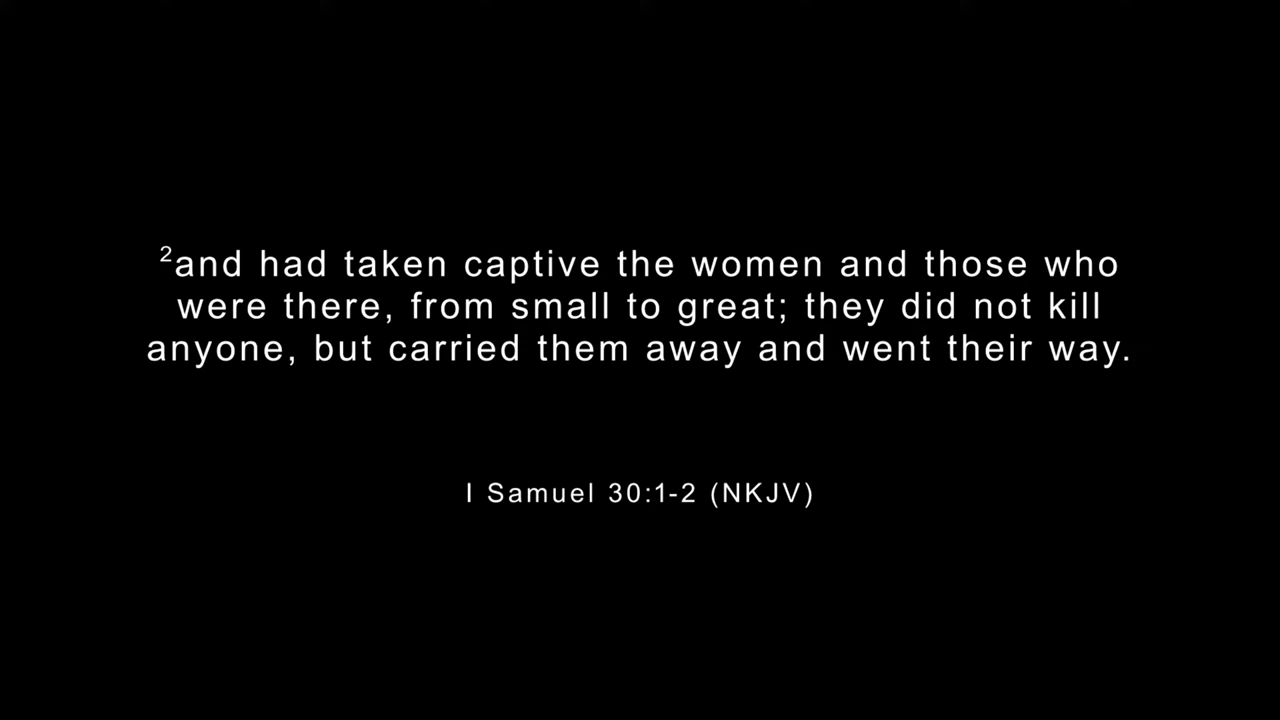 ²and had taken captive the women and those who
were there, from small to great; they did not kill
anyone, but carried them away and went their way.
I Samuel 30:1-2 (NKJV)